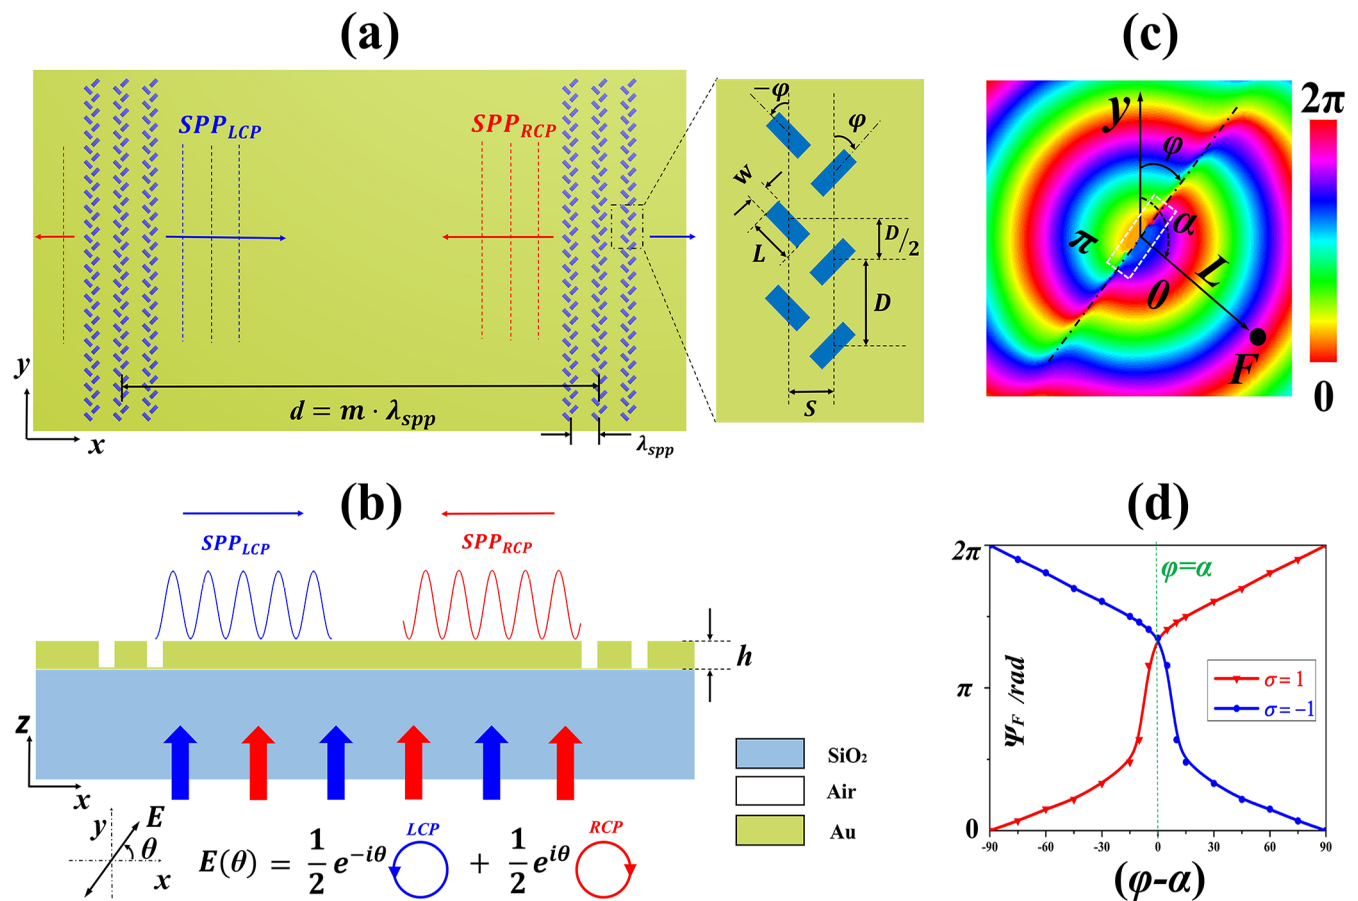 (a)
SPP_LCP
SPP_RCP
y
x
d = m · λ_spp
λ_spp
−φ
φ
w
L
D/2
D
S
(c)
2π
y
φ
α
π
0
L
F
0
(b)
SPP_LCP
SPP_RCP
h
z
x
SiO₂
Air
Au
y
E
θ
x
LCP
RCP
E(θ) = 1/2 e^{−iθ} + 1/2 e^{iθ}
(d)
2π
φ=α
π
Ψ_F /rad
σ = 1
σ = −1
0
-90 -60 -30 0 30 60 90
(φ-α)